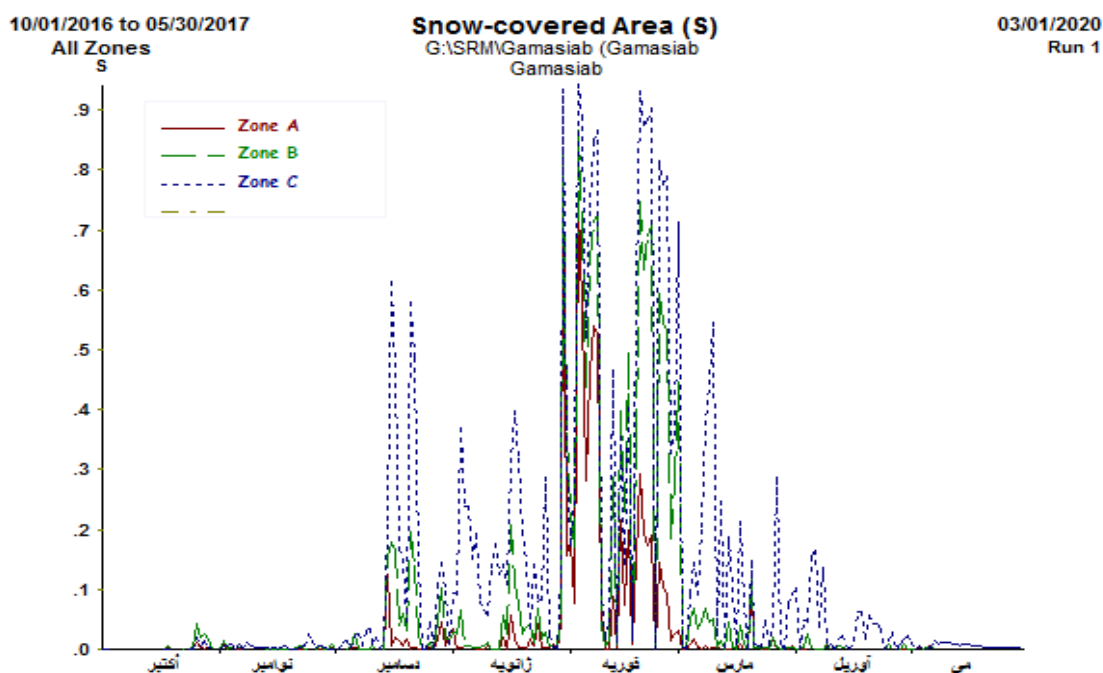 10/01/2016 to 05/30/2017
All Zones
S
Snow-covered Area (S)
G:\SRM\Gamasiab (Gamasiab
Gamasiab
03/01/2020
Run 1
Zone A
Zone B
Zone C
.9
.8
.7
.6
.5
.4
.3
.2
.1
.0
اکتبر نوامبر دسامبر ژانویه فوریه مارس آوریل می